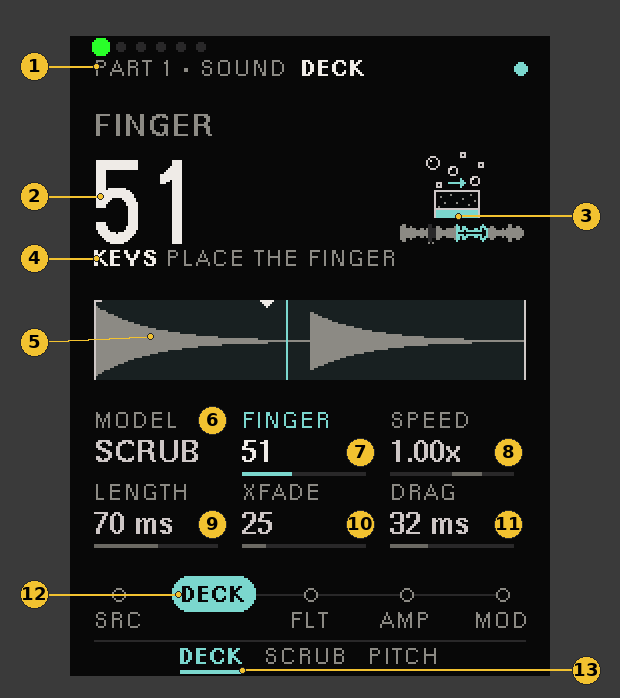 1 PART 1 · SOUND DECK
FINGER
2 51
3
4 KEYS PLACE THE FINGER
5
MODEL 6 FINGER SPEED
SCRUB 51 7 1.00x 8
LENGTH XFADE DRAG
70 ms 9 25 10 32 ms 11
12 DECK
SRC FLT AMP MOD
DECK SCRUB PITCH 13